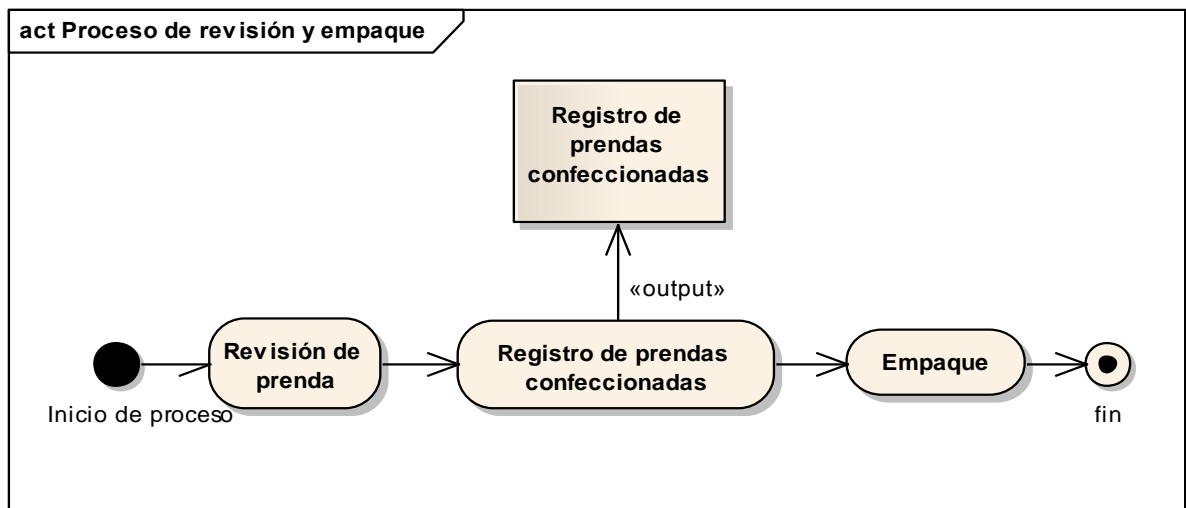 act Proceso de revisión y empaque
Registro de
prendas
confeccionadas
«output»
Revisión de
prenda
Registro de prendas
confeccionadas
Empaque
Inicio de proceso
fin